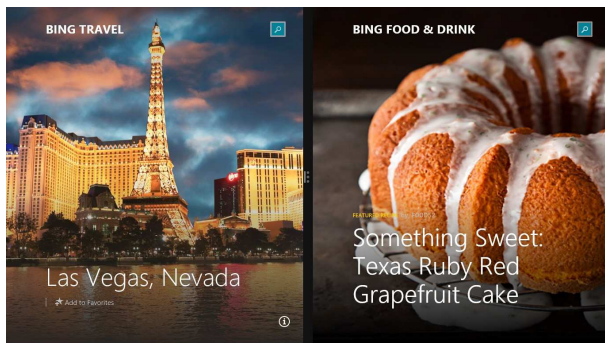 BING TRAVEL
Las Vegas, Nevada
Add to Favorites
BING FOOD & DRINK
Something Sweet:
Texas Ruby Red
Grapefruit Cake